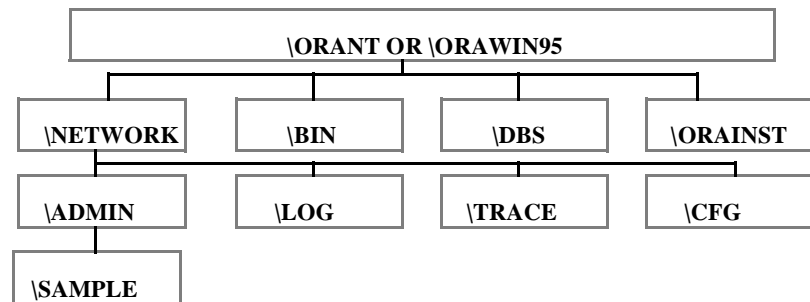 \ORANT OR \ORAWIN95
\NETWORK \BIN \DBS \ORAINST
\ADMIN \LOG \TRACE \CFG
\SAMPLE